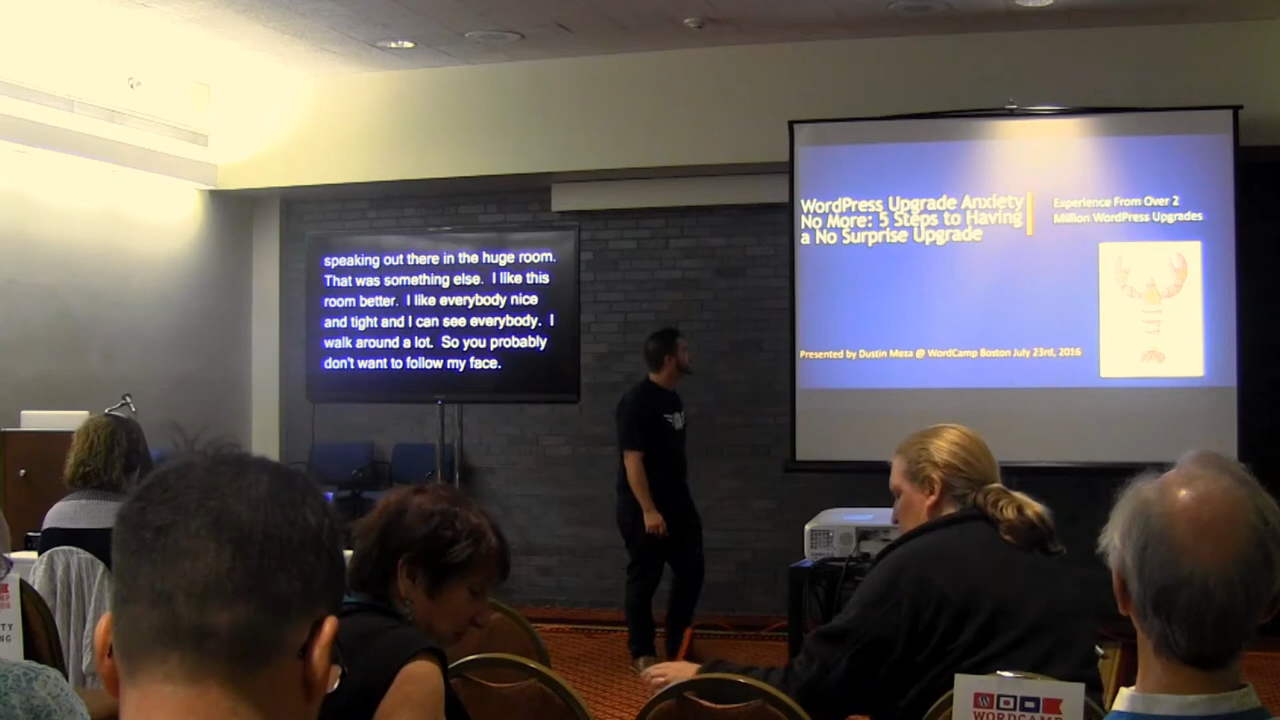 speaking out there in the huge room.
That was something else.  I like this
room better.  I like everybody nice
and tight and I can see everybody.  I
walk around a lot.  So you probably
don't want to follow my face.
WordPress Upgrade Anxiety
No More: 5 Steps to Having
a No Surprise Upgrade
Experience From Over 2
Million WordPress Upgrades
Presented by Dustin Meza @ WordCamp Boston July 23rd, 2016
WORDCAMP